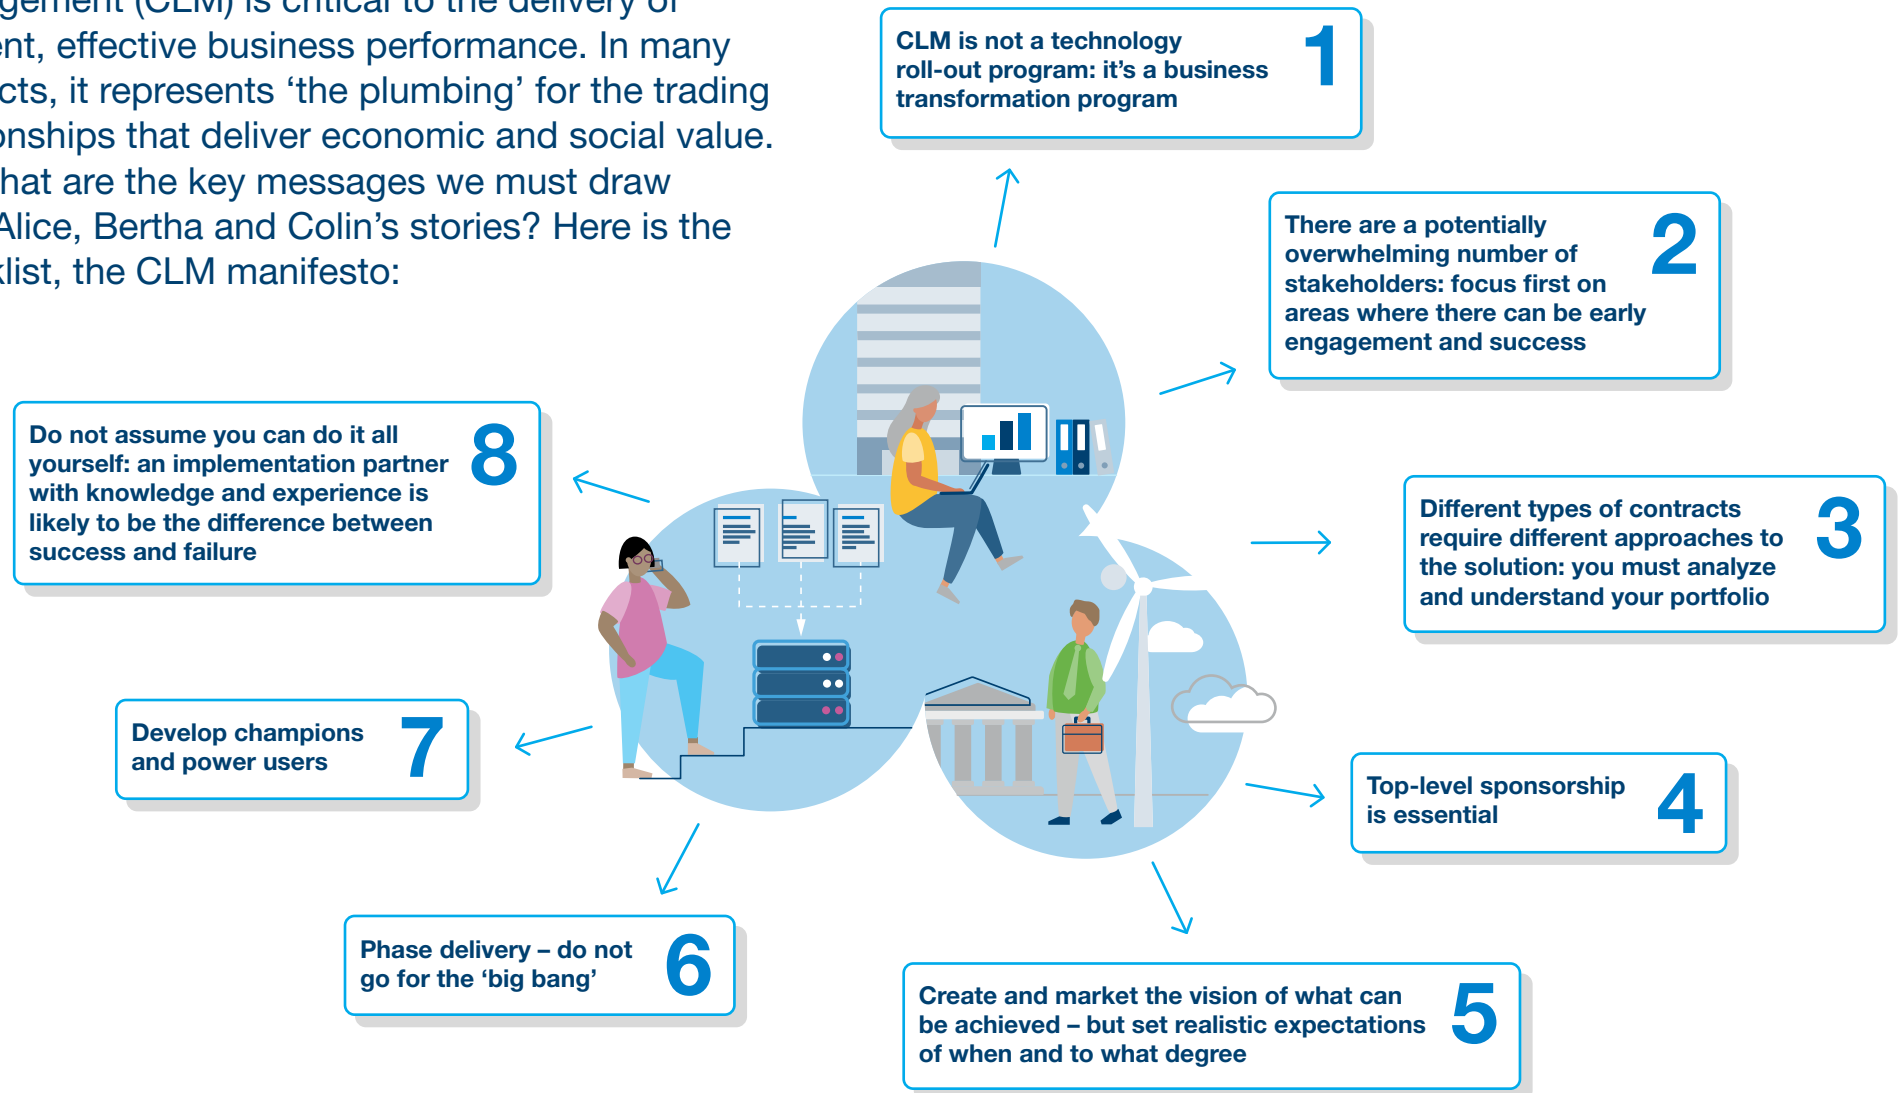 (CLM) is critical to the delivery of
effective business performance. In many
it represents ‘the plumbing’ for the trading
that deliver economic and social value.
are the key messages we must draw
Alice, Bertha and Colin’s stories? Here is the
the CLM manifesto:
CLM is not a technology
roll-out program: it’s a business
transformation program
1
There are a potentially
overwhelming number of
stakeholders: focus first on
areas where there can be early
engagement and success
2
Different types of contracts
require different approaches to
the solution: you must analyze
and understand your portfolio
3
Top-level sponsorship
is essential
4
Create and market the vision of what can
be achieved – but set realistic expectations
of when and to what degree
5
Phase delivery – do not
go for the ‘big bang’
6
Develop champions
and power users
7
Do not assume you can do it all
yourself: an implementation partner
with knowledge and experience is
likely to be the difference between
success and failure
8